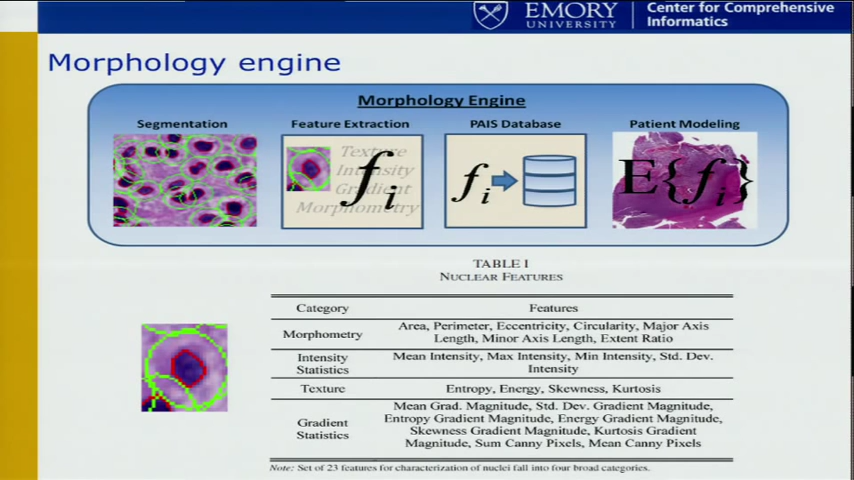 EMORY
UNIVERSITY
Center for Comprehensive
Informatics
Morphology engine
Morphology Engine
Segmentation
Feature Extraction
PAIS Database
Patient Modeling
Texture
Intensity
Gradient
Morphometry
fi
fi
E{fi}
TABLE I
NUCLEAR FEATURES
Category Features
Morphometry Area, Perimeter, Eccentricity, Circularity, Major Axis
Length, Minor Axis Length, Extent Ratio
Intensity
Statistics
Mean Intensity, Max Intensity, Min Intensity, Std. Dev.
Intensity
Texture Entropy, Energy, Skewness, Kurtosis
Gradient
Statistics
Mean Grad. Magnitude, Std. Dev. Gradient Magnitude,
Entropy Gradient Magnitude, Energy Gradient Magnitude,
Skewness Gradient Magnitude, Kurtosis Gradient
Magnitude, Sum Canny Pixels, Mean Canny Pixels
Note: Set of 23 features for characterization of nuclei fall into four broad categories.